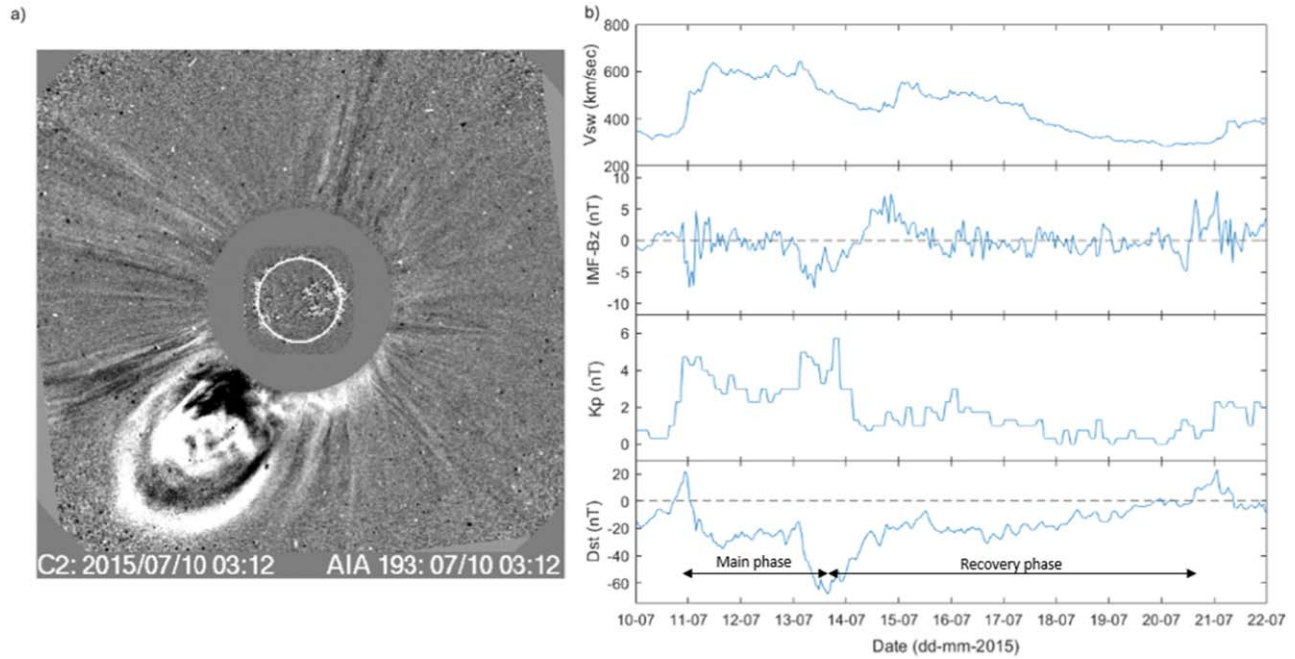 a)
C2: 2015/07/10 03:12 AIA 193: 07/10 03:12
b)
Vsw (km/sec)
800
600
400
200
IMF-Bz (nT)
10
5
0
-5
-10
Kp (nT)
6
4
2
0
Dst (nT)
20
0
-20
-40
-60
Main phase
Recovery phase
10-07 11-07 12-07 13-07 14-07 15-07 16-07 17-07 18-07 19-07 20-07 21-07 22-07
Date (dd-mm-2015)